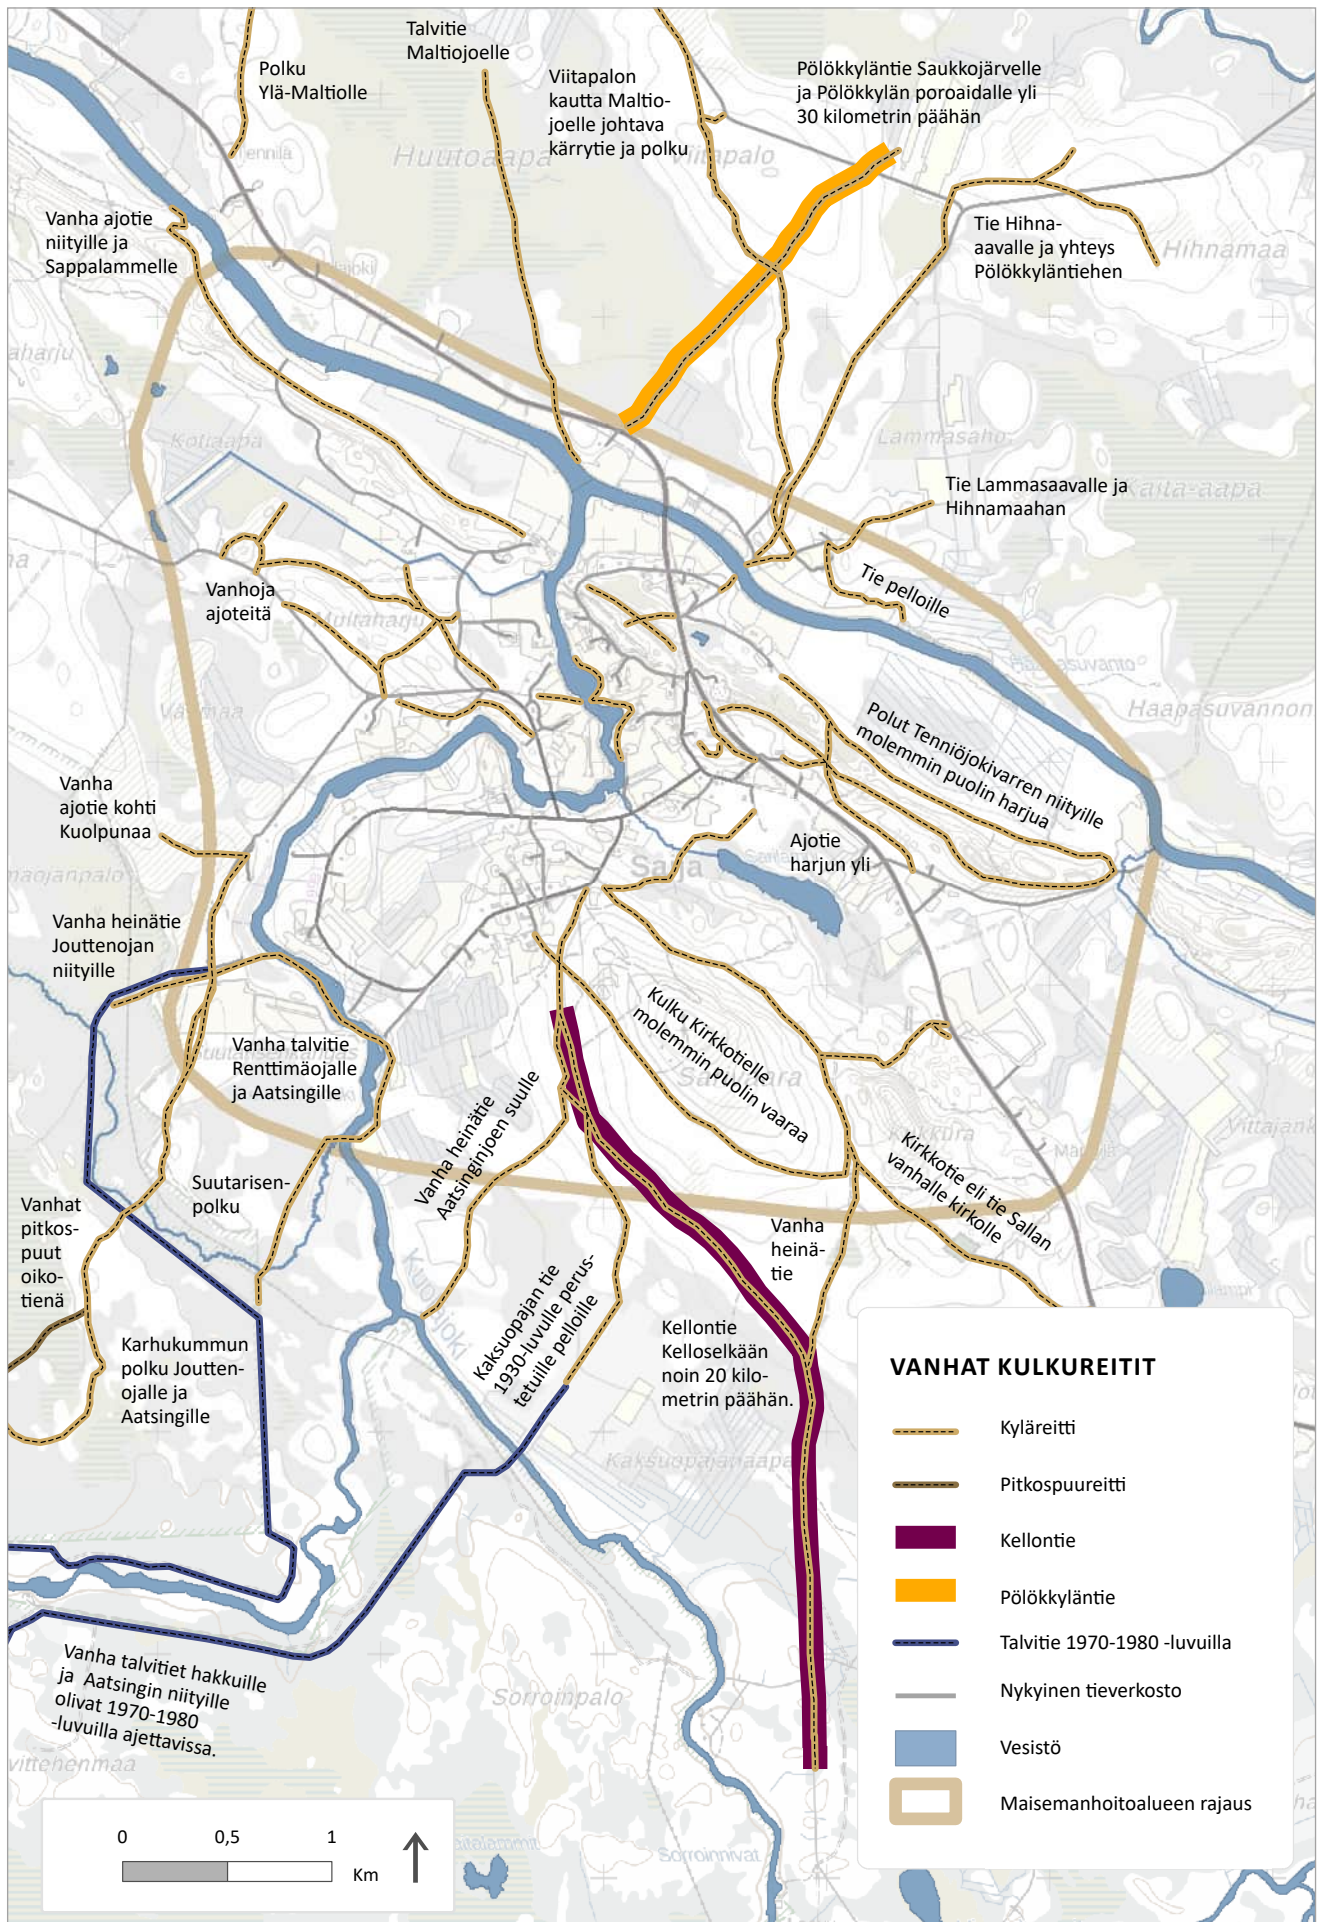 Talvitie
Maltiojoelle
Polku
Ylä-Maltiolle
Viitapalon
kautta Maltio-
joelle johtava
kärrytie ja polku
Pölökkyläntie Saukkojärvelle
ja Pölökkylän poroaidalle yli
30 kilometrin päähän
Huutoaapa
Viitapalo
Vanha ajotie
niityille ja
Sappalammelle
Tie Hihna-
aavalle ja yhteys
Pölökkyläntiehen
Hihnamaa
Kotiaapa
Lammasaho
Tie Lammasaavalle ja
Hihnamaahan
Kaita-aapa
Vanhoja
ajoteitä
Multaharju
Tie pelloille
Haapasuvanto
Haapasuvannon
Polut Tenniöjokivarren niityille
molemmin puolin harjua
Vanha
ajotie kohti
Kuolpunaa
Ajotie
harjun yli
Salla
Vanha heinätie
Jouttenojan
niityille
Kulku Kirkkotielle
molemmin puolin vaaraa
Vanha talvitie
Renttimäojalle
ja Aatsingille
Vanha heinätie
Aatsinginjoen suulle
Kirkkotie eli tie Sallan
vanhalle kirkolle
Suutarisen-
polku
Vanhat
pitkos-
puut
oiko-
tienä
Vanha
heinä-
tie
Kuolajoki
Kaksuopajan tie
1930-luvulle perus-
tetuille pelloille
Kellontie
Kelloselkään
noin 20 kilo-
metrin päähän.
Karhukummun
polku Joutten-
ojalle ja
Aatsingille
Kaksuopajanaapa
VANHAT KULKUREITIT
Kyläreitti
Pitkospuureitti
Kellontie
Pölökkyläntie
Talvitie 1970-1980 -luvuilla
Nykyinen tieverkosto
Vesistö
Maisemanhoitoalueen rajaus
Vanha talvitiet hakkuille
ja Aatsingin niityille
olivat 1970-1980
-luvuilla ajettavissa.
Sorroinpalo
vittehenmaa
Sorroinnivat
0 0,5 1
Km